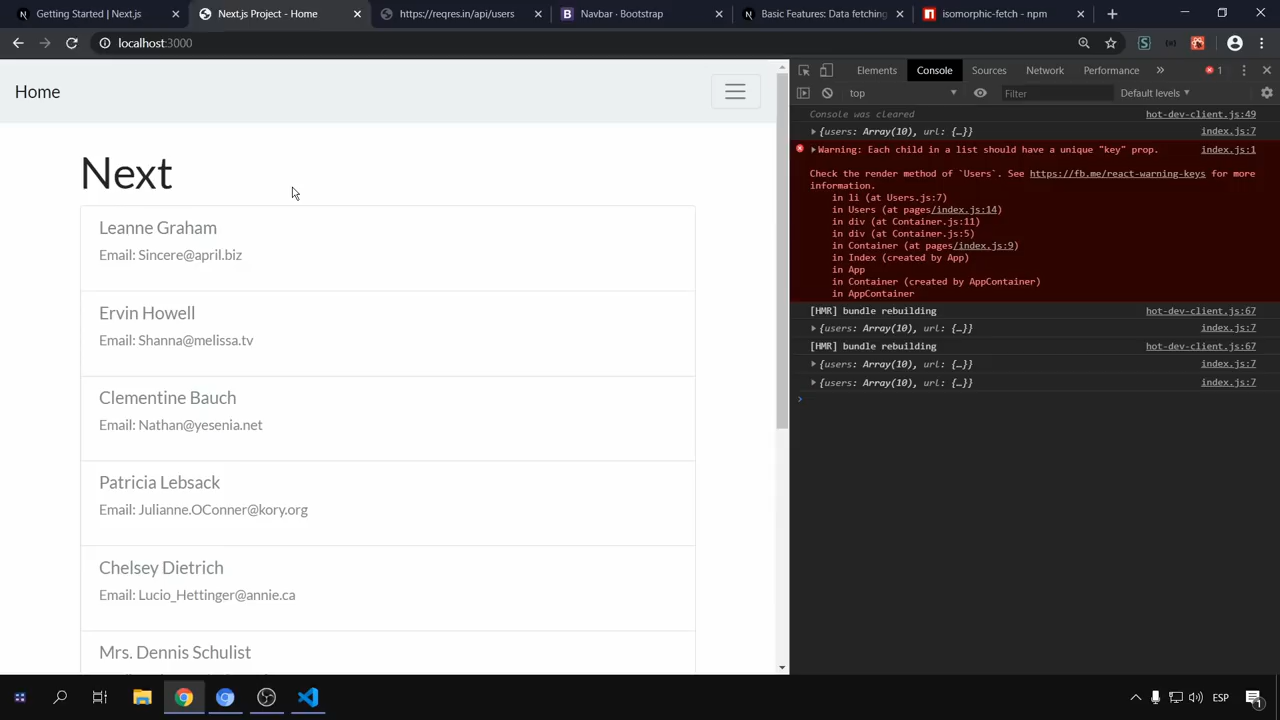 Getting Started | Next.js
Next.js Project - Home
https://reqres.in/api/users
Navbar · Bootstrap
Basic Features: Data fetching
isomorphic-fetch - npm
localhost:3000
Home
Next
Leanne Graham
Email: Sincere@april.biz
Ervin Howell
Email: Shanna@melissa.tv
Clementine Bauch
Email: Nathan@yesenia.net
Patricia Lebsack
Email: Julianne.OConner@kory.org
Chelsey Dietrich
Email: Lucio_Hettinger@annie.ca
Mrs. Dennis Schulist
Elements Console Sources Network Performance » 1
top Filter Default levels
Console was cleared hot-dev-client.js:49
{users: Array(10), url: {…}} index.js:7
Warning: Each child in a list should have a unique "key" prop. index.js:1
Check the render method of `Users`. See https://fb.me/react-warning-keys for more
information.
in li (at Users.js:7)
in Users (at pages/index.js:14)
in div (at Container.js:11)
in div (at Container.js:5)
in Container (at pages/index.js:9)
in Index (created by App)
in App
in Container (created by AppContainer)
in AppContainer
[HMR] bundle rebuilding hot-dev-client.js:67
{users: Array(10), url: {…}} index.js:7
[HMR] bundle rebuilding hot-dev-client.js:67
{users: Array(10), url: {…}} index.js:7
{users: Array(10), url: {…}} index.js:7
ESP 1